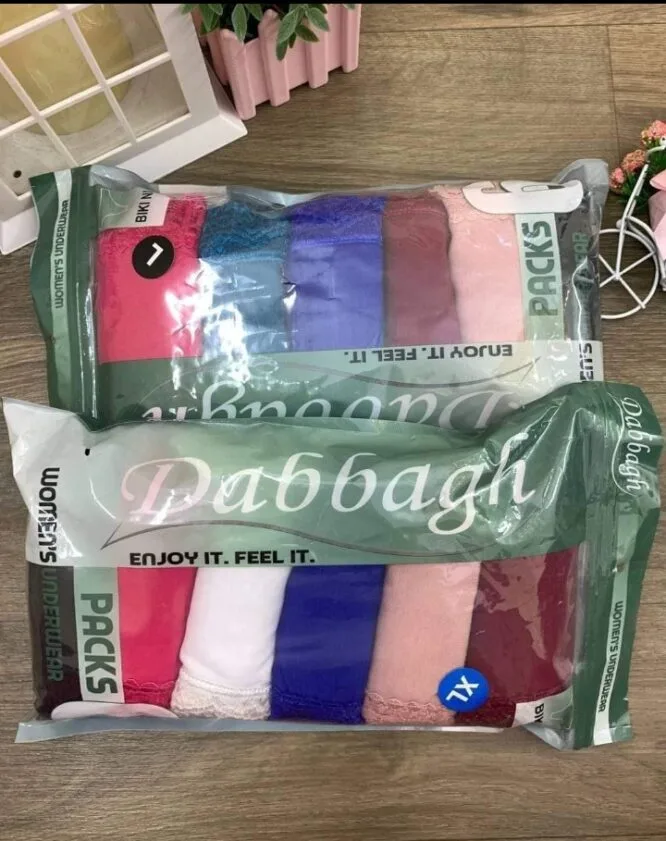 WOMEN'S UNDERWEAR
L
PACKS
ENJOY IT. FEEL IT.
Dabbagh
Dabbagh
ENJOY IT. FEEL IT.
WOMEN'S UNDERWEAR
PACKS
XL
Dabbagh
WOMEN'S UNDERWEAR